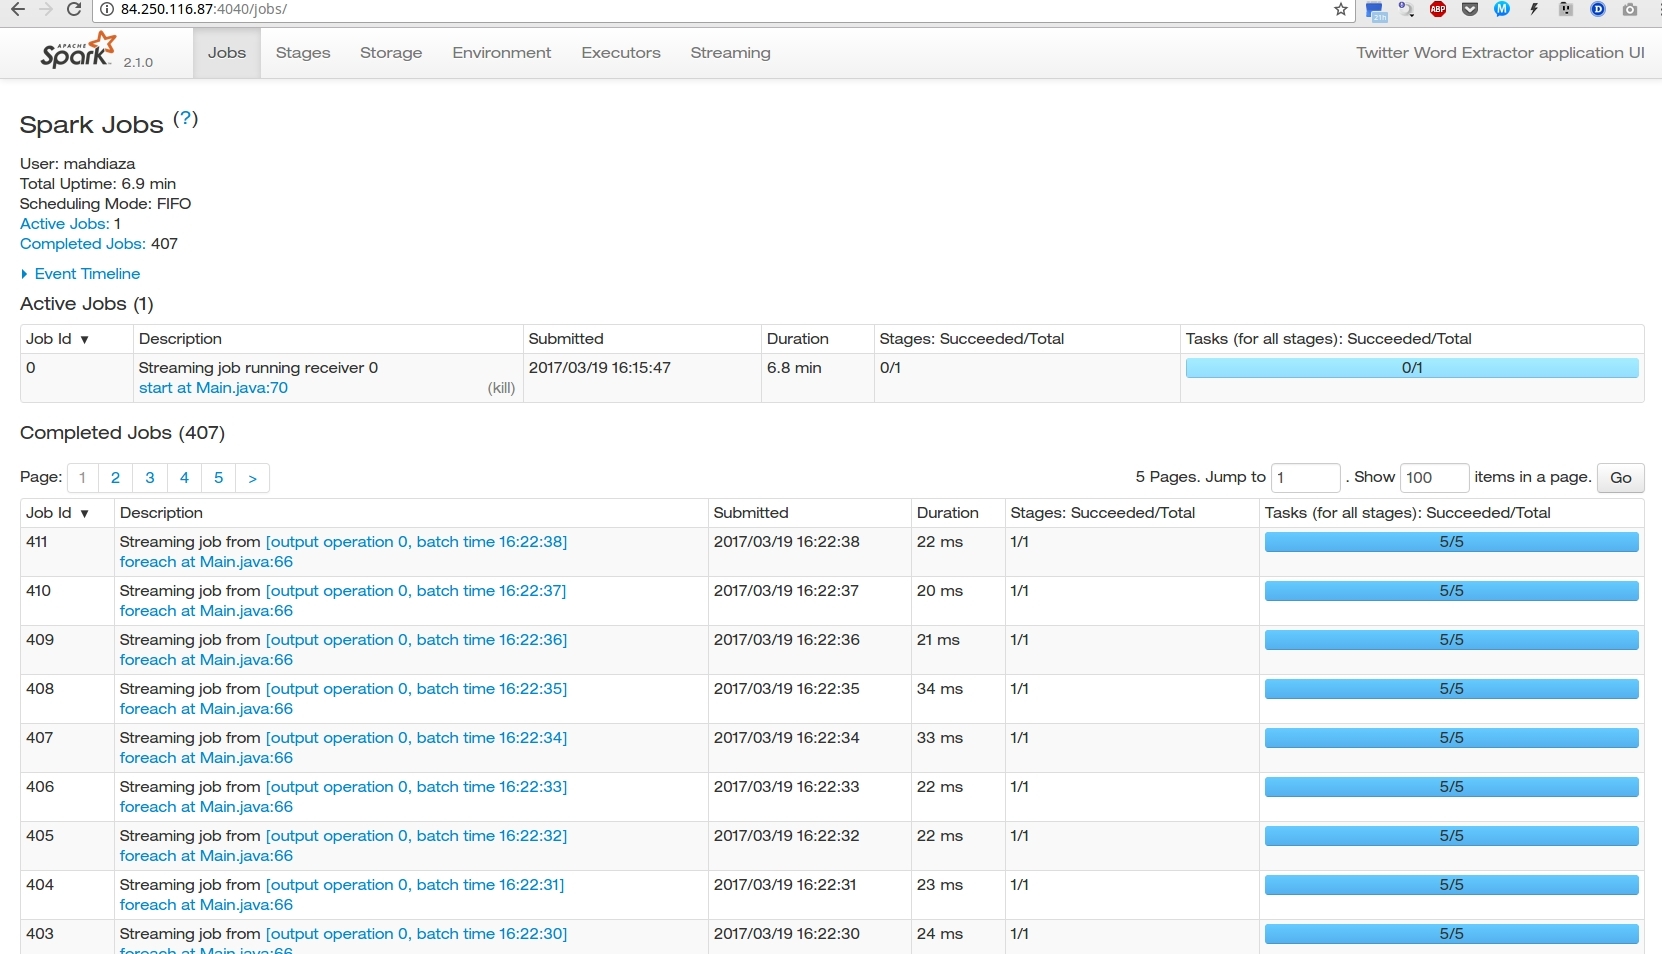 84.250.116.87:4040/jobs/
21h
ABP
M
D
APACHE
Spark 2.1.0
Jobs Stages Storage Environment Executors Streaming Twitter Word Extractor application UI
Spark Jobs (?)
User: mahdiaza
Total Uptime: 6.9 min
Scheduling Mode: FIFO
Active Jobs: 1
Completed Jobs: 407
Event Timeline
Active Jobs (1)
Job Id ▾ Description Submitted Duration Stages: Succeeded/Total Tasks (for all stages): Succeeded/Total
0 Streaming job running receiver 0 2017/03/19 16:15:47 6.8 min 0/1 0/1
start at Main.java:70 (kill)
Completed Jobs (407)
Page: 1 2 3 4 5 > 5 Pages. Jump to 1 . Show 100 items in a page. Go
Job Id ▾ Description Submitted Duration Stages: Succeeded/Total Tasks (for all stages): Succeeded/Total
411 Streaming job from [output operation 0, batch time 16:22:38] 2017/03/19 16:22:38 22 ms 1/1 5/5
foreach at Main.java:66
410 Streaming job from [output operation 0, batch time 16:22:37] 2017/03/19 16:22:37 20 ms 1/1 5/5
foreach at Main.java:66
409 Streaming job from [output operation 0, batch time 16:22:36] 2017/03/19 16:22:36 21 ms 1/1 5/5
foreach at Main.java:66
408 Streaming job from [output operation 0, batch time 16:22:35] 2017/03/19 16:22:35 34 ms 1/1 5/5
foreach at Main.java:66
407 Streaming job from [output operation 0, batch time 16:22:34] 2017/03/19 16:22:34 33 ms 1/1 5/5
foreach at Main.java:66
406 Streaming job from [output operation 0, batch time 16:22:33] 2017/03/19 16:22:33 22 ms 1/1 5/5
foreach at Main.java:66
405 Streaming job from [output operation 0, batch time 16:22:32] 2017/03/19 16:22:32 22 ms 1/1 5/5
foreach at Main.java:66
404 Streaming job from [output operation 0, batch time 16:22:31] 2017/03/19 16:22:31 23 ms 1/1 5/5
foreach at Main.java:66
403 Streaming job from [output operation 0, batch time 16:22:30] 2017/03/19 16:22:30 24 ms 1/1 5/5
foreach at Main.java:66